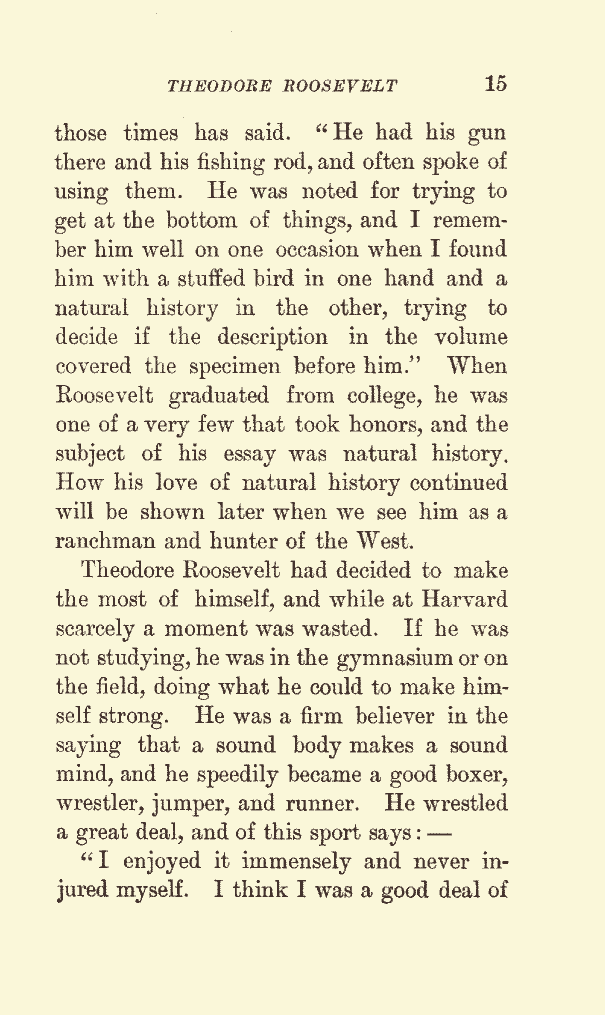 THEODORE ROOSEVELT 15
those times has said. “He had his gun
there and his fishing rod, and often spoke of
using them. He was noted for trying to
get at the bottom of things, and I remem-
ber him well on one occasion when I found
him with a stuffed bird in one hand and a
natural history in the other, trying to
decide if the description in the volume
covered the specimen before him.” When
Roosevelt graduated from college, he was
one of a very few that took honors, and the
subject of his essay was natural history.
How his love of natural history continued
will be shown later when we see him as a
ranchman and hunter of the West.
Theodore Roosevelt had decided to make
the most of himself, and while at Harvard
scarcely a moment was wasted. If he was
not studying, he was in the gymnasium or on
the field, doing what he could to make him-
self strong. He was a firm believer in the
saying that a sound body makes a sound
mind, and he speedily became a good boxer,
wrestler, jumper, and runner. He wrestled
a great deal, and of this sport says: —
“I enjoyed it immensely and never in-
jured myself. I think I was a good deal of